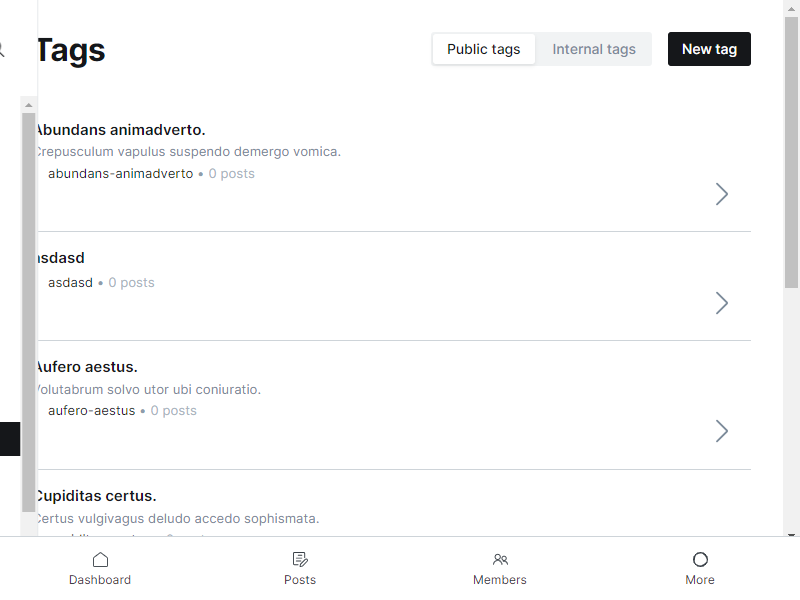 Tags
Public tags
Internal tags
New tag
Abundans animadverto.
Crepusculum vapulus suspendo demergo vomica.
abundans-animadverto • 0 posts
asdasd
asdasd • 0 posts
Aufero aestus.
Volutabrum solvo utor ubi coniuratio.
aufero-aestus • 0 posts
Cupiditas certus.
Certus vulgivagus deludo accedo sophismata.
Dashboard
Posts
Members
More